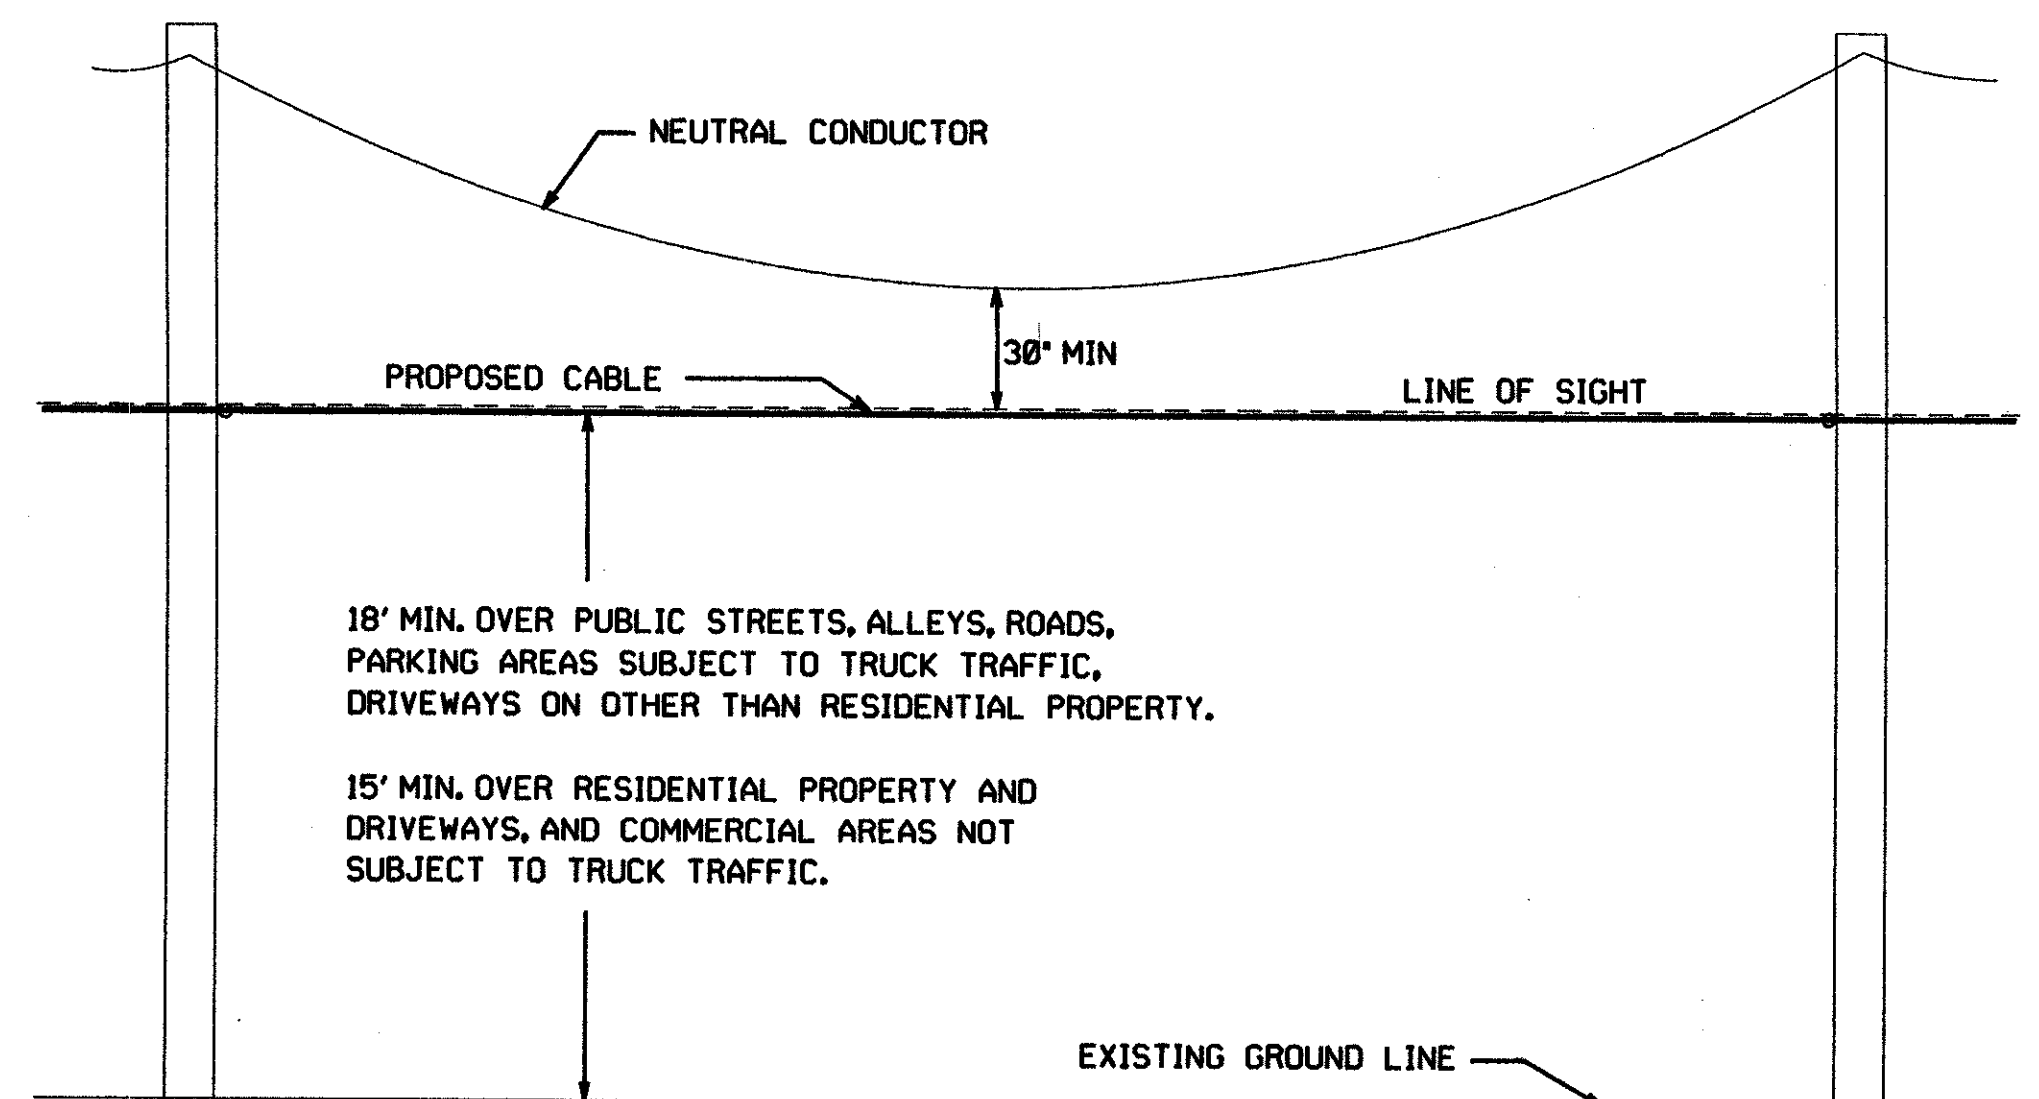 NEUTRAL CONDUCTOR
30" MIN
PROPOSED CABLE
LINE OF SIGHT
18' MIN. OVER PUBLIC STREETS, ALLEYS, ROADS,
PARKING AREAS SUBJECT TO TRUCK TRAFFIC,
DRIVEWAYS ON OTHER THAN RESIDENTIAL PROPERTY.
15' MIN. OVER RESIDENTIAL PROPERTY AND
DRIVEWAYS, AND COMMERCIAL AREAS NOT
SUBJECT TO TRUCK TRAFFIC.
EXISTING GROUND LINE